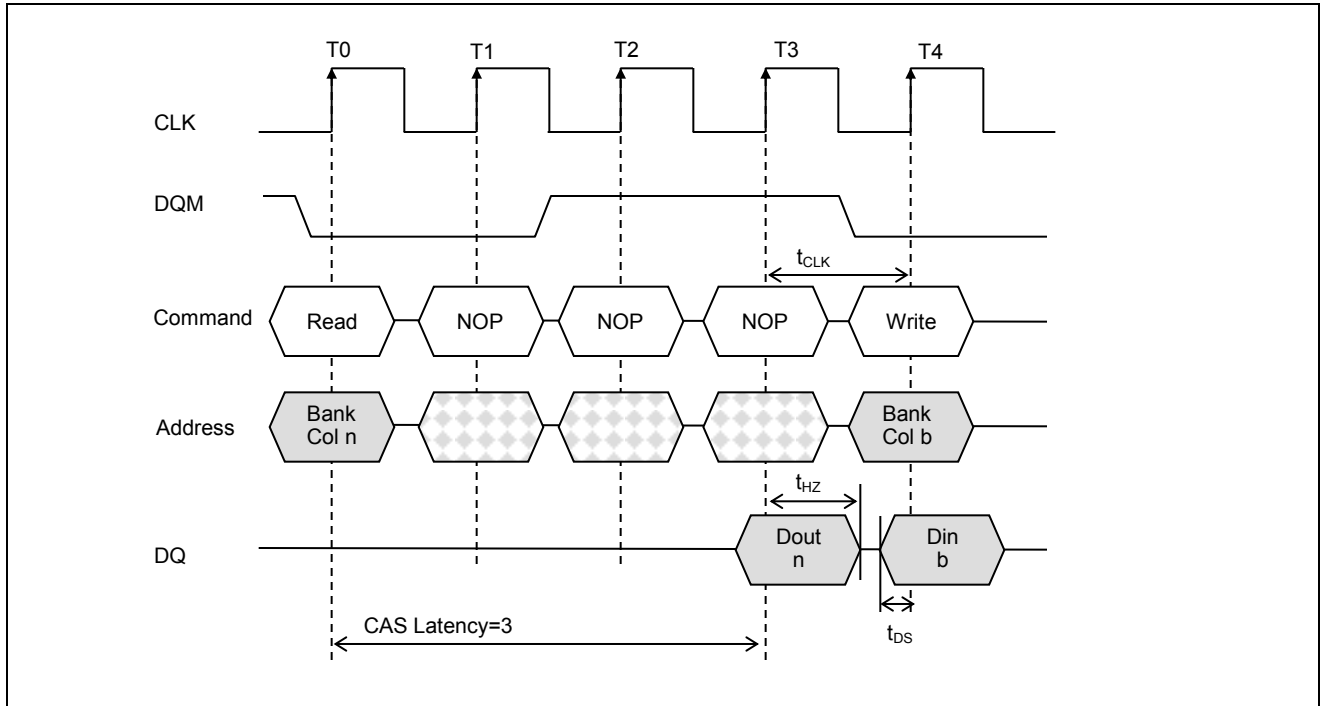 T0 T1 T2 T3 T4
CLK
DQM
tCLK
Command Read NOP NOP NOP Write
Address Bank Col n Bank Col b
tHZ
DQ Dout n Din b
CAS Latency=3
tDS